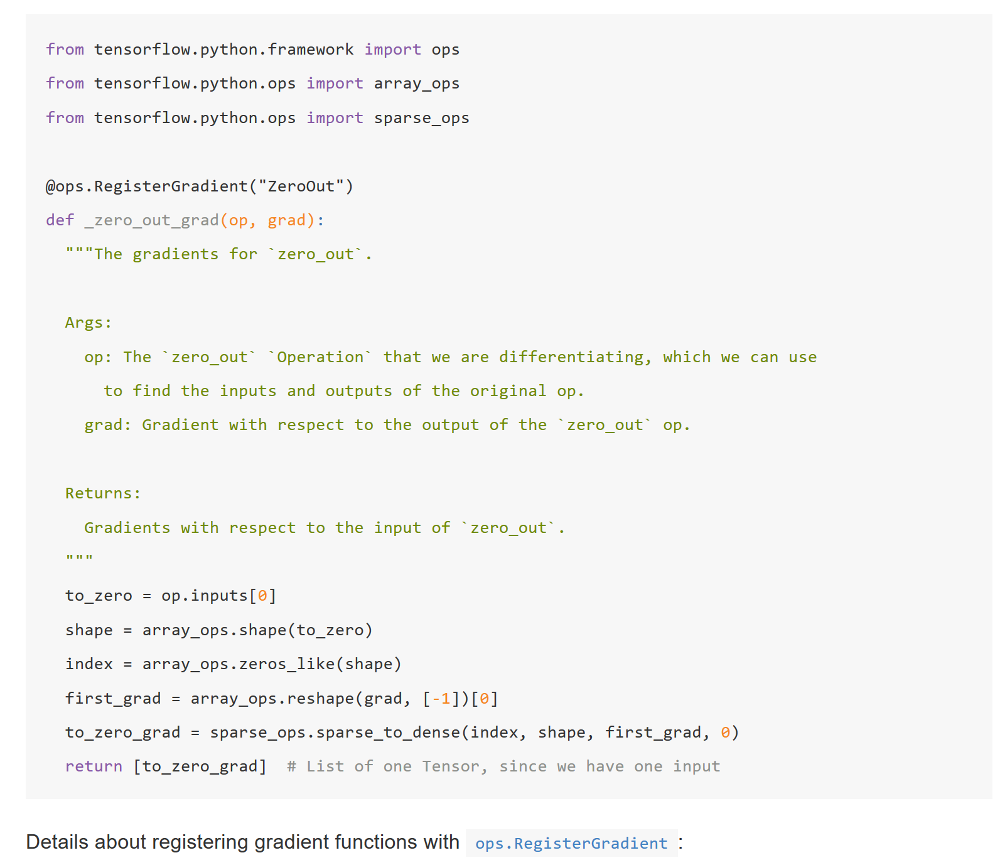 from tensorflow.python.framework import ops
from tensorflow.python.ops import array_ops
from tensorflow.python.ops import sparse_ops
@ops.RegisterGradient("ZeroOut")
def _zero_out_grad(op, grad):
  """The gradients for `zero_out`.
  Args:
    op: The `zero_out` `Operation` that we are differentiating, which we can use
      to find the inputs and outputs of the original op.
    grad: Gradient with respect to the output of the `zero_out` op.
  Returns:
    Gradients with respect to the input of `zero_out`.
  """
  to_zero = op.inputs[0]
  shape = array_ops.shape(to_zero)
  index = array_ops.zeros_like(shape)
  first_grad = array_ops.reshape(grad, [-1])[0]
  to_zero_grad = sparse_ops.sparse_to_dense(index, shape, first_grad, 0)
  return [to_zero_grad]  # List of one Tensor, since we have one input
Details about registering gradient functions with ops.RegisterGradient: